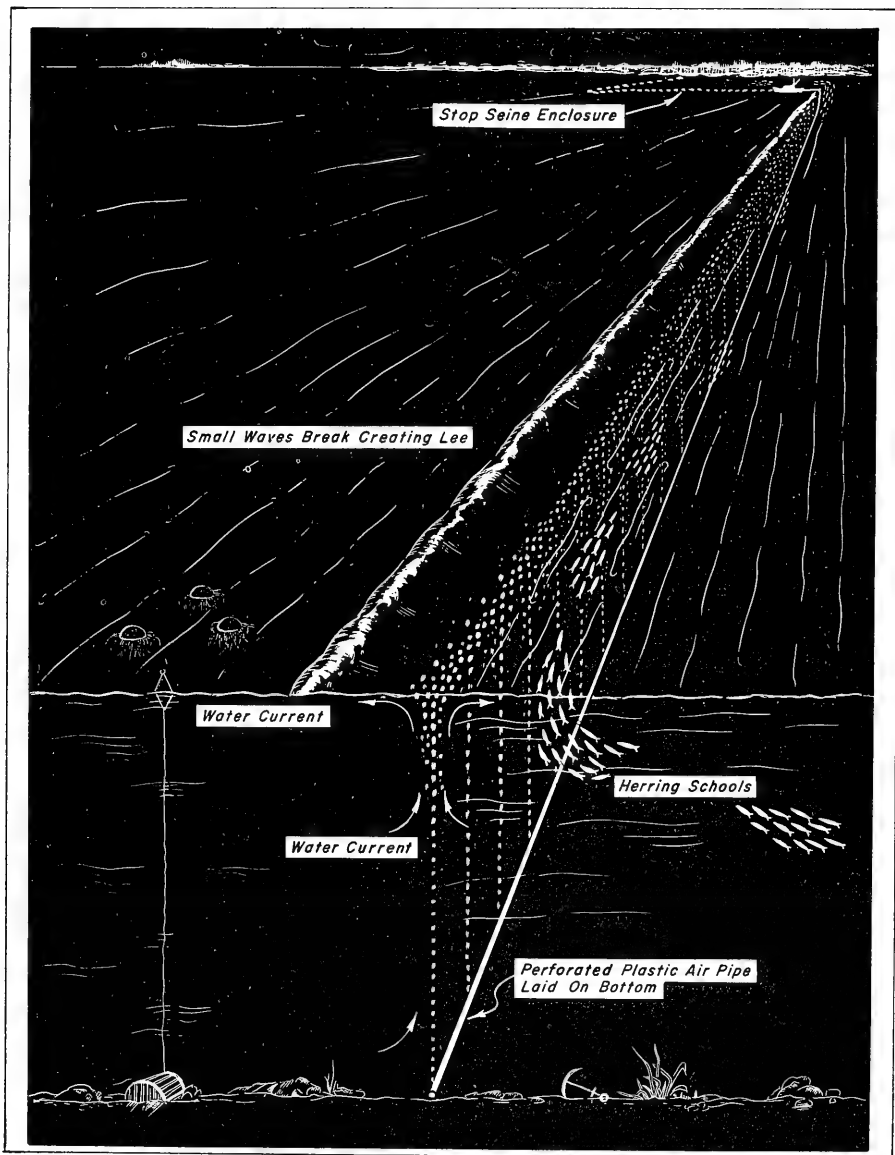 Stop Seine Enclosure
Small Waves Break Creating Lee
Water Current
Herring Schools
Water Current
Perforated Plastic Air Pipe
Laid On Bottom